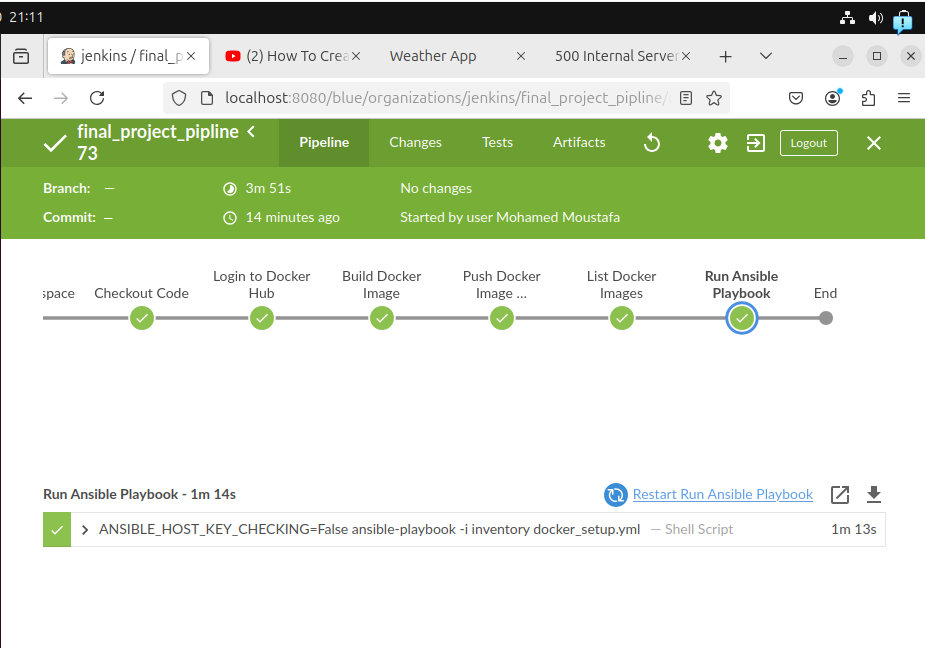 21:11
jenkins / final_p
(2) How To Crea
Weather App
500 Internal Server
localhost:8080/blue/organizations/jenkins/final_project_pipline/
final_project_pipline
73
Pipeline
Changes
Tests
Artifacts
Logout
Branch: —
3m 51s
No changes
Commit: —
14 minutes ago
Started by user Mohamed Moustafa
space
Checkout Code
Login to Docker
Hub
Build Docker
Image
Push Docker
Image ...
List Docker
Images
Run Ansible
Playbook
End
Run Ansible Playbook - 1m 14s
Restart Run Ansible Playbook
ANSIBLE_HOST_KEY_CHECKING=False ansible-playbook -i inventory docker_setup.yml — Shell Script
1m 13s